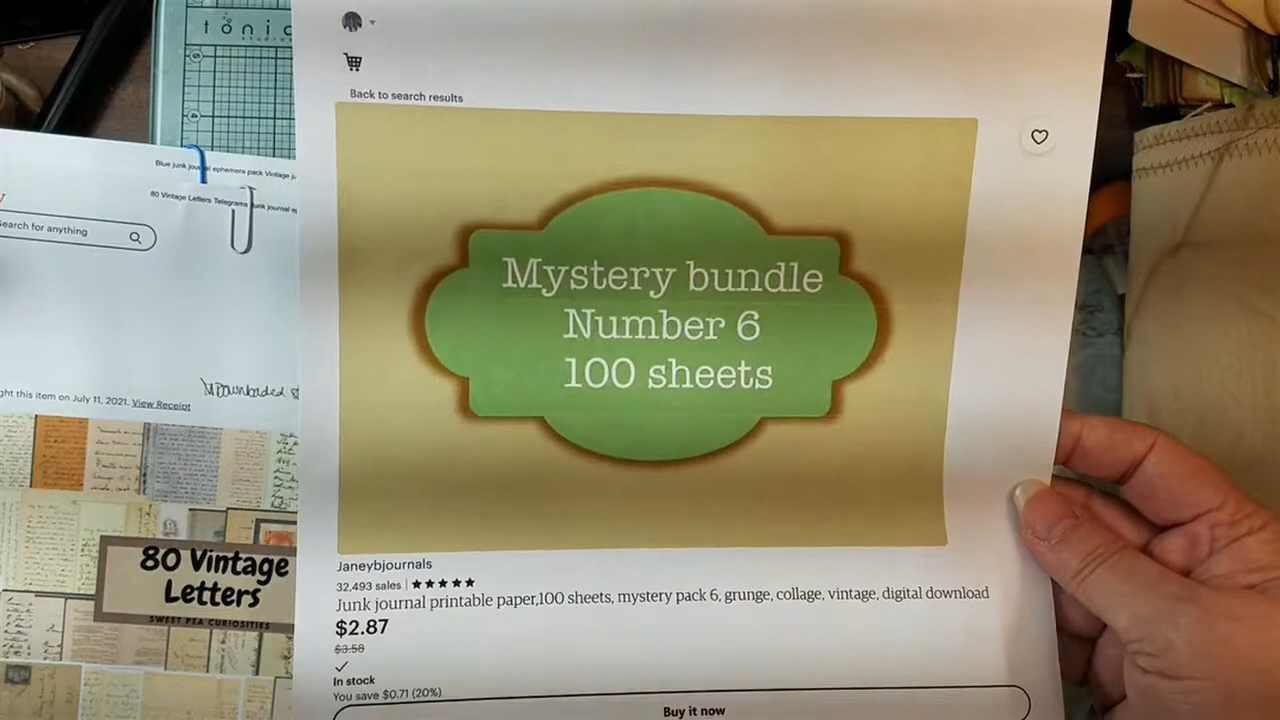 tonic
studios
Blue junk journal ephemera pack Vintage
80 Vintage Letters Telegrams Junk journal
Search for anything
Downloaded
ght this item on July 11, 2021. View Receipt
80 Vintage
Letters
SWEET PEA CURIOSITIES
Back to search results
Mystery bundle
Number 6
100 sheets
Janeybjournals
32,493 sales | ★★★★★
Junk journal printable paper,100 sheets, mystery pack 6, grunge, collage, vintage, digital download
$2.87
$3.58
In stock
You save $0.71 (20%)
Buy it now